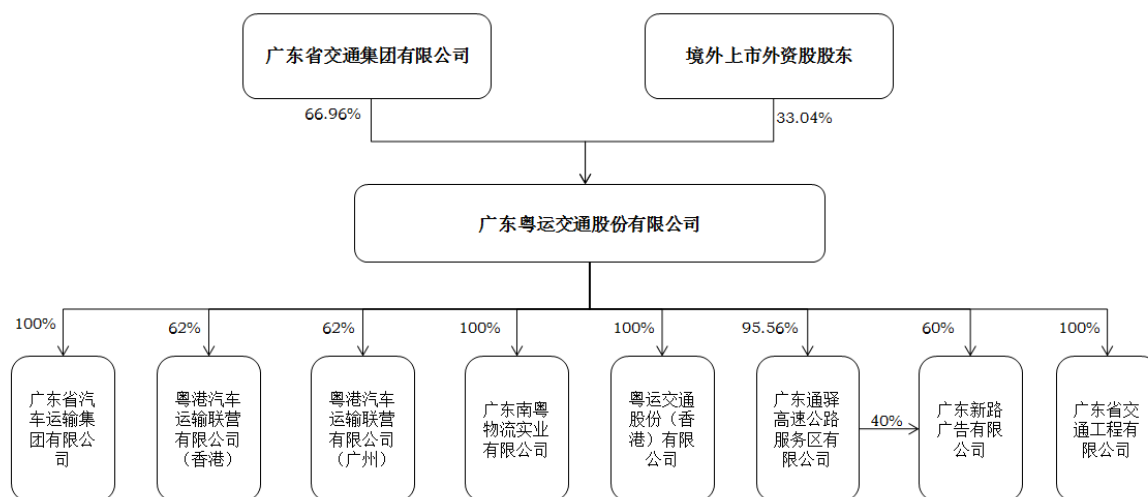 广东省交通集团有限公司
境外上市外资股股东
66.96%
33.04%
广东粤运交通股份有限公司
100%
62%
62%
100%
100%
95.56%
60%
100%
广东省汽
车运输集
团有限公
司
粤港汽车
运输联营
有限公司
（香港）
粤港汽车
运输联营
有限公司
（广州）
广东南粤
物流实业
有限公司
粤运交通
股份（香
港）有限
公司
广东通驿
高速公路
服务区有
限公司
40%
广东新路
广告有限
公司
广东省交
通工程有
限公司